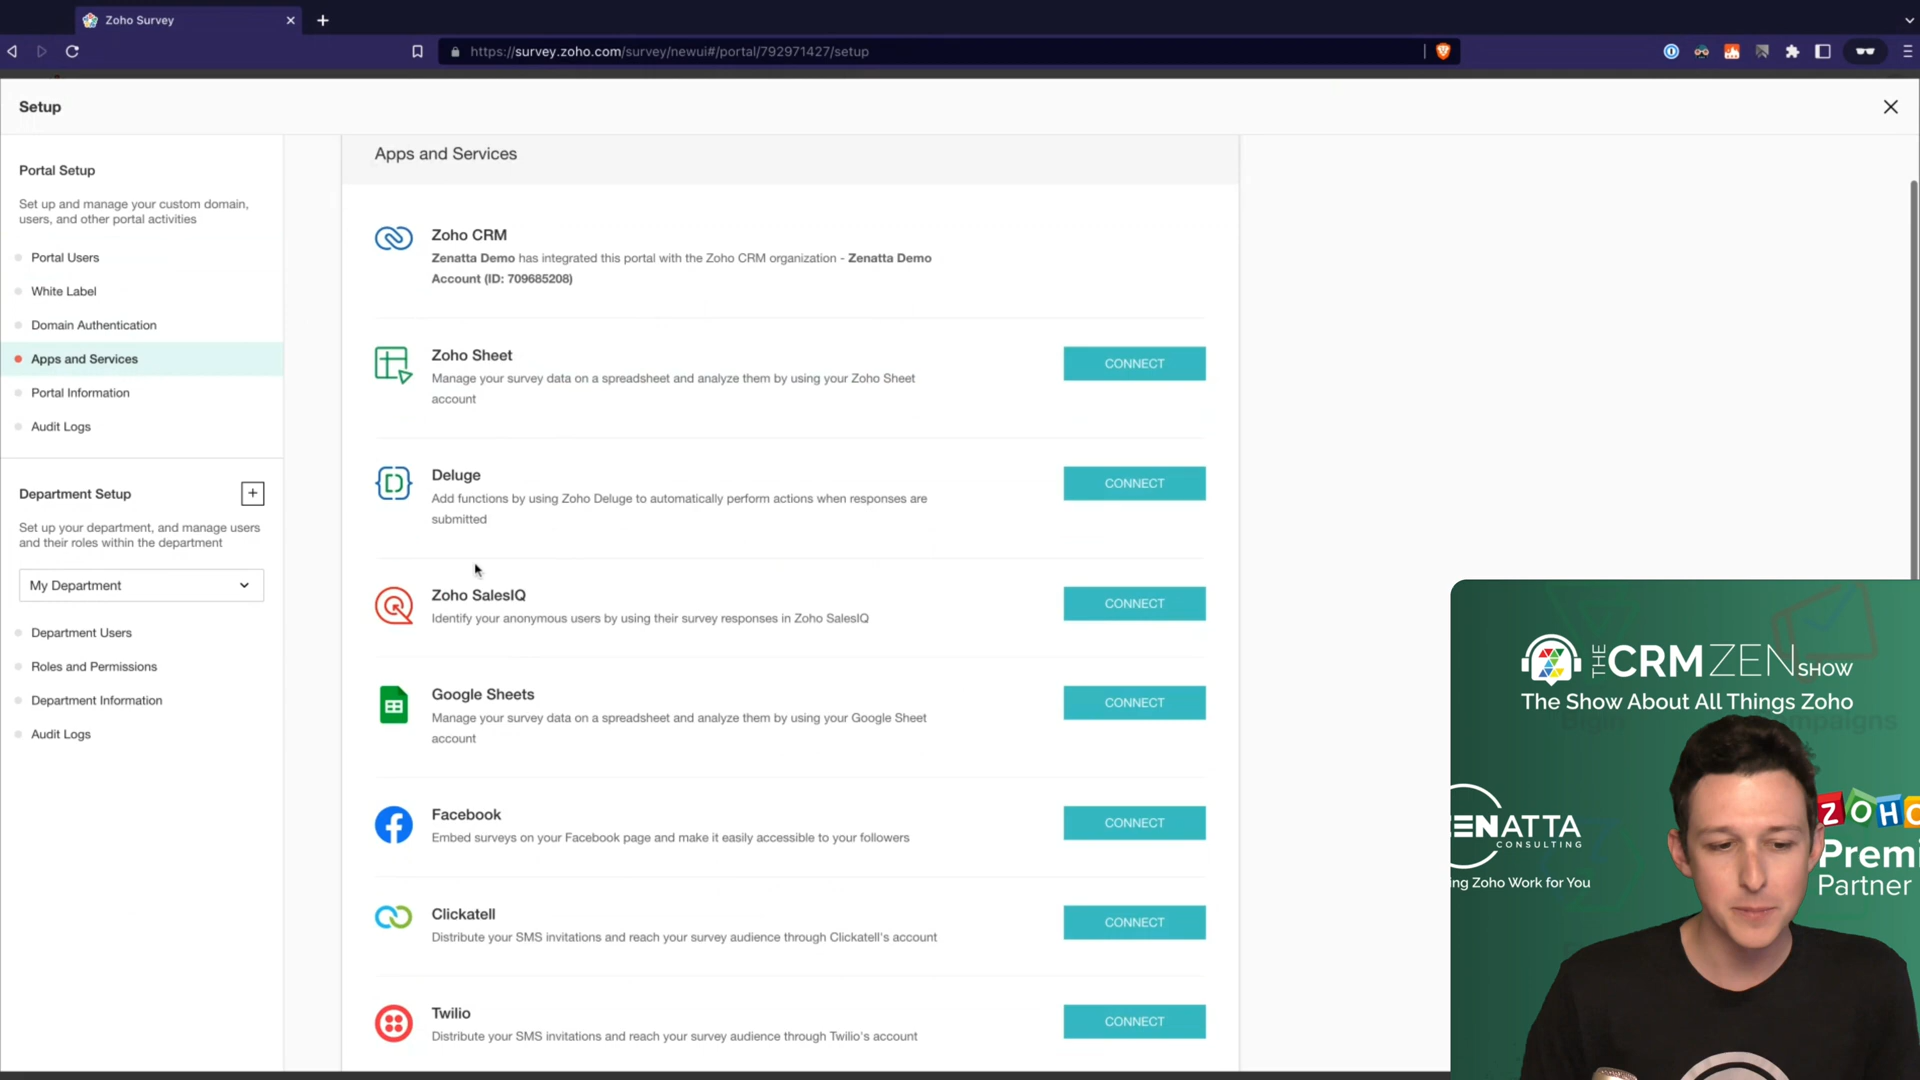 Zoho Survey
https://survey.zoho.com/survey/newui#/portal/792971427/setup
Setup
Portal Setup
Set up and manage your custom domain,
users, and other portal activities
Portal Users
White Label
Domain Authentication
Apps and Services
Portal Information
Audit Logs
Department Setup
Set up your department, and manage users
and their roles within the department
My Department
Department Users
Roles and Permissions
Department Information
Audit Logs
Apps and Services
Zoho CRM
Zenatta Demo has integrated this portal with the Zoho CRM organization - Zenatta Demo
Account (ID: 709685208)
Zoho Sheet
Manage your survey data on a spreadsheet and analyze them by using your Zoho Sheet
account
CONNECT
Deluge
Add functions by using Zoho Deluge to automatically perform actions when responses are
submitted
CONNECT
Zoho SalesIQ
Identify your anonymous users by using their survey responses in Zoho SalesIQ
CONNECT
Google Sheets
Manage your survey data on a spreadsheet and analyze them by using your Google Sheet
account
CONNECT
Facebook
Embed surveys on your Facebook page and make it easily accessible to your followers
CONNECT
Clickatell
Distribute your SMS invitations and reach your survey audience through Clickatell's account
CONNECT
Twilio
Distribute your SMS invitations and reach your survey audience through Twilio's account
CONNECT
THE CRMZEN SHOW
The Show About All Things Zoho
ENATTA
CONSULTING
ing Zoho Work for You
ZOHO
Premi
Partner